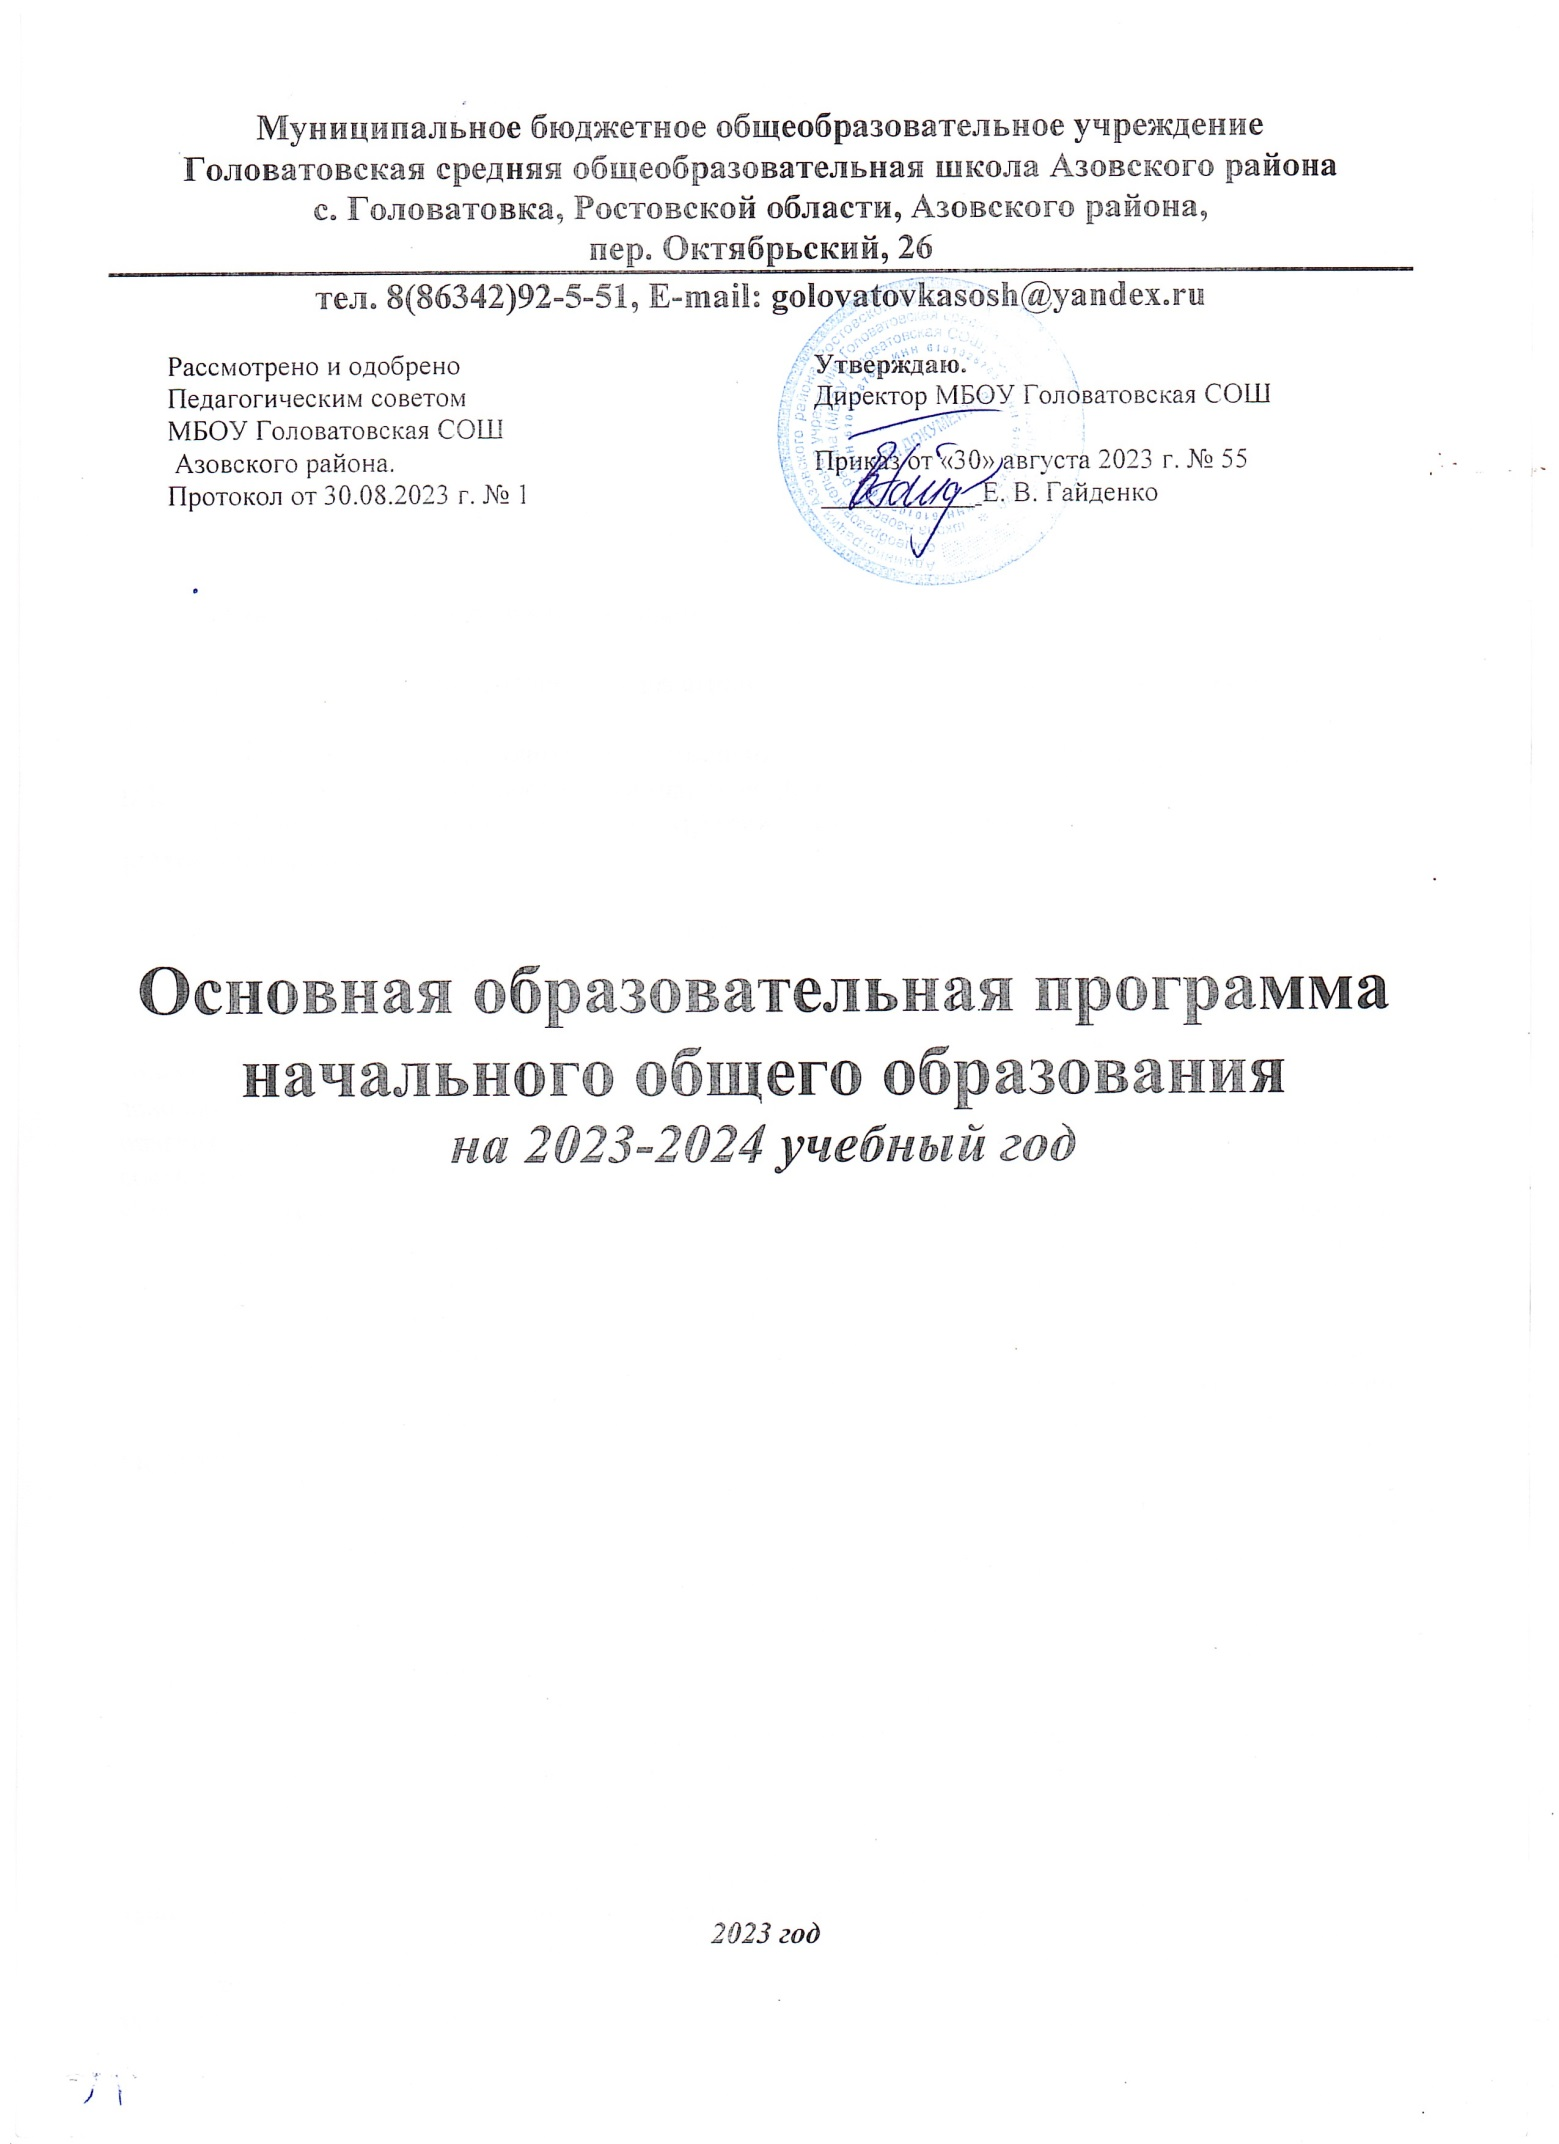 Муниципальное бюджетное общеобразовательное учреждение
Головатовская средняя общеобразовательная школа Азовского района
с. Головатовка, Ростовской области, Азовского района,
пер. Октябрьский, 26
тел. 8(86342)92-5-51, E-mail: golovatovkasosh@yandex.ru
Рассмотрено и одобрено
Педагогическим советом
МБОУ Головатовская СОШ
Азовского района.
Протокол от 30.08.2023 г. № 1
Утверждаю.
Директор МБОУ Головатовская СОШ
Приказ от «30» августа 2023 г. № 55
Е. В. Гайденко
Основная образовательная программа
начального общего образования
на 2023-2024 учебный год
2023 год